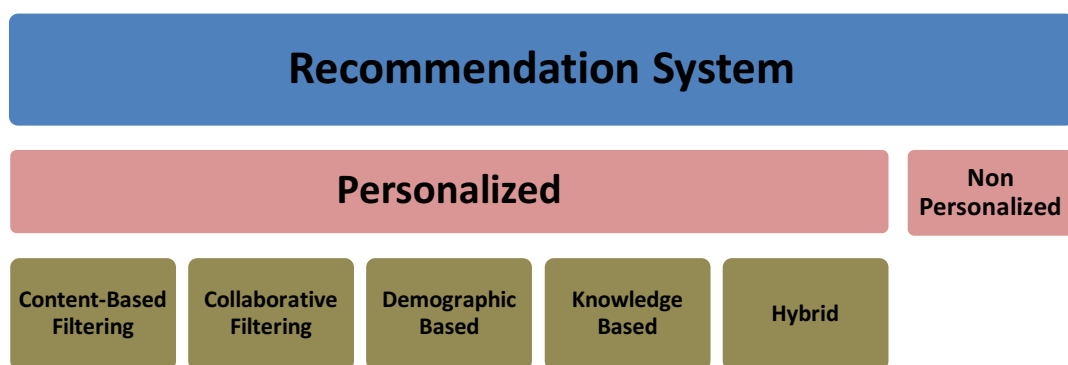 Recommendation System
Personalized
Non
Personalized
Content-Based
Filtering
Collaborative
Filtering
Demographic
Based
Knowledge
Based
Hybrid